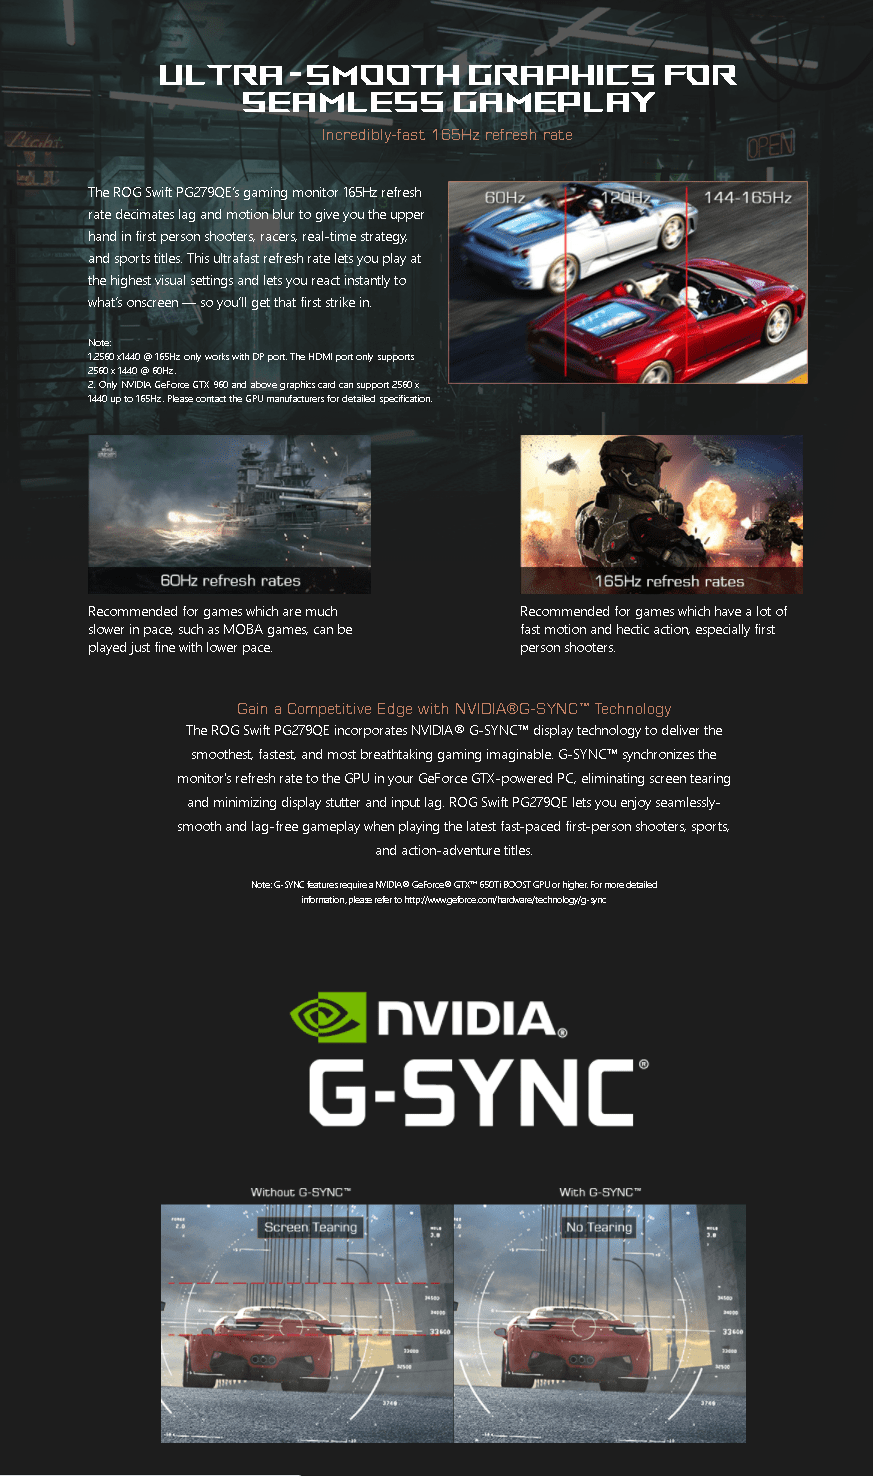 ULTRA-SMOOTH GRAPHICS FOR
SEAMLESS GAMEPLAY
Incredibly-fast 165Hz refresh rate
OPEN
The ROG Swift PG279QE's gaming monitor 165Hz refresh
rate decimates lag and motion blur to give you the upper
hand in first person shooters, racers, real-time strategy,
and sports titles. This ultrafast refresh rate lets you play at
the highest visual settings and lets you react instantly to
what's onscreen — so you'll get that first strike in.
Note:
1.2560 x1440 @ 165Hz only works with DP port. The HDMI port only supports
2560 x 1440 @ 60Hz.
2. Only NVIDIA GeForce GTX 960 and above graphics card can support 2560 x
1440 up to 165Hz. Please contact the GPU manufacturers for detailed specification.
60Hz 120Hz 144-165Hz
60Hz refresh rates
Recommended for games which are much
slower in pace, such as MOBA games, can be
played just fine with lower pace.
165Hz refresh rates
Recommended for games which have a lot of
fast motion and hectic action, especially first
person shooters.
Gain a Competitive Edge with NVIDIA®G-SYNC™ Technology
The ROG Swift PG279QE incorporates NVIDIA® G-SYNC™ display technology to deliver the
smoothest, fastest, and most breathtaking gaming imaginable. G-SYNC™ synchronizes the
monitor's refresh rate to the GPU in your GeForce GTX-powered PC, eliminating screen tearing
and minimizing display stutter and input lag. ROG Swift PG279QE lets you enjoy seamlessly-
smooth and lag-free gameplay when playing the latest fast-paced first-person shooters, sports,
and action-adventure titles.
Note: G-SYNC features require a NVIDIA® GeForce® GTX™ 650Ti BOOST GPU or higher. For more detailed
information, please refer to http://www.geforce.com/hardware/technology/g-sync
NVIDIA®
G-SYNC®
Without G-SYNC™
Screen Tearing
2.0
3.0
33600
3740
With G-SYNC™
No Tearing
2.0
3.0
33600
3740